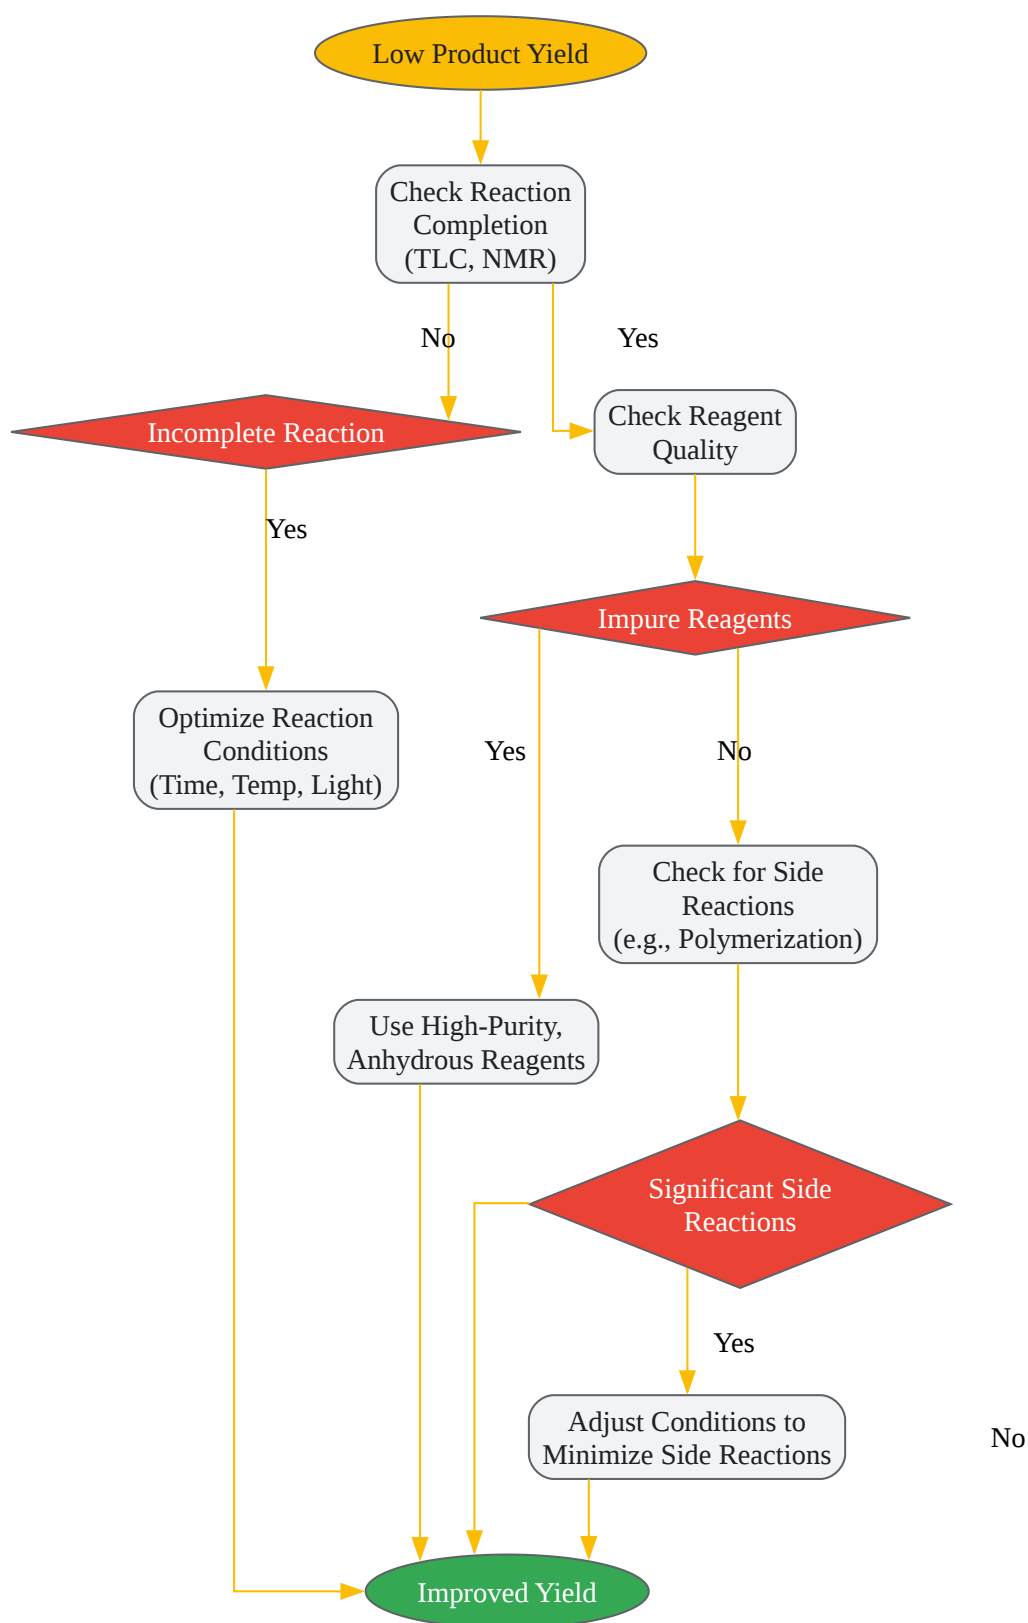 Low Product Yield
Check Reaction
Completion
(TLC, NMR)
No
Yes
Incomplete Reaction
Check Reagent
Quality
Yes
Impure Reagents
Optimize Reaction
Conditions
(Time, Temp, Light)
Yes
No
Check for Side
Reactions
(e.g., Polymerization)
Use High-Purity,
Anhydrous Reagents
Significant Side
Reactions
Yes
Adjust Conditions to
Minimize Side Reactions
No
Improved Yield